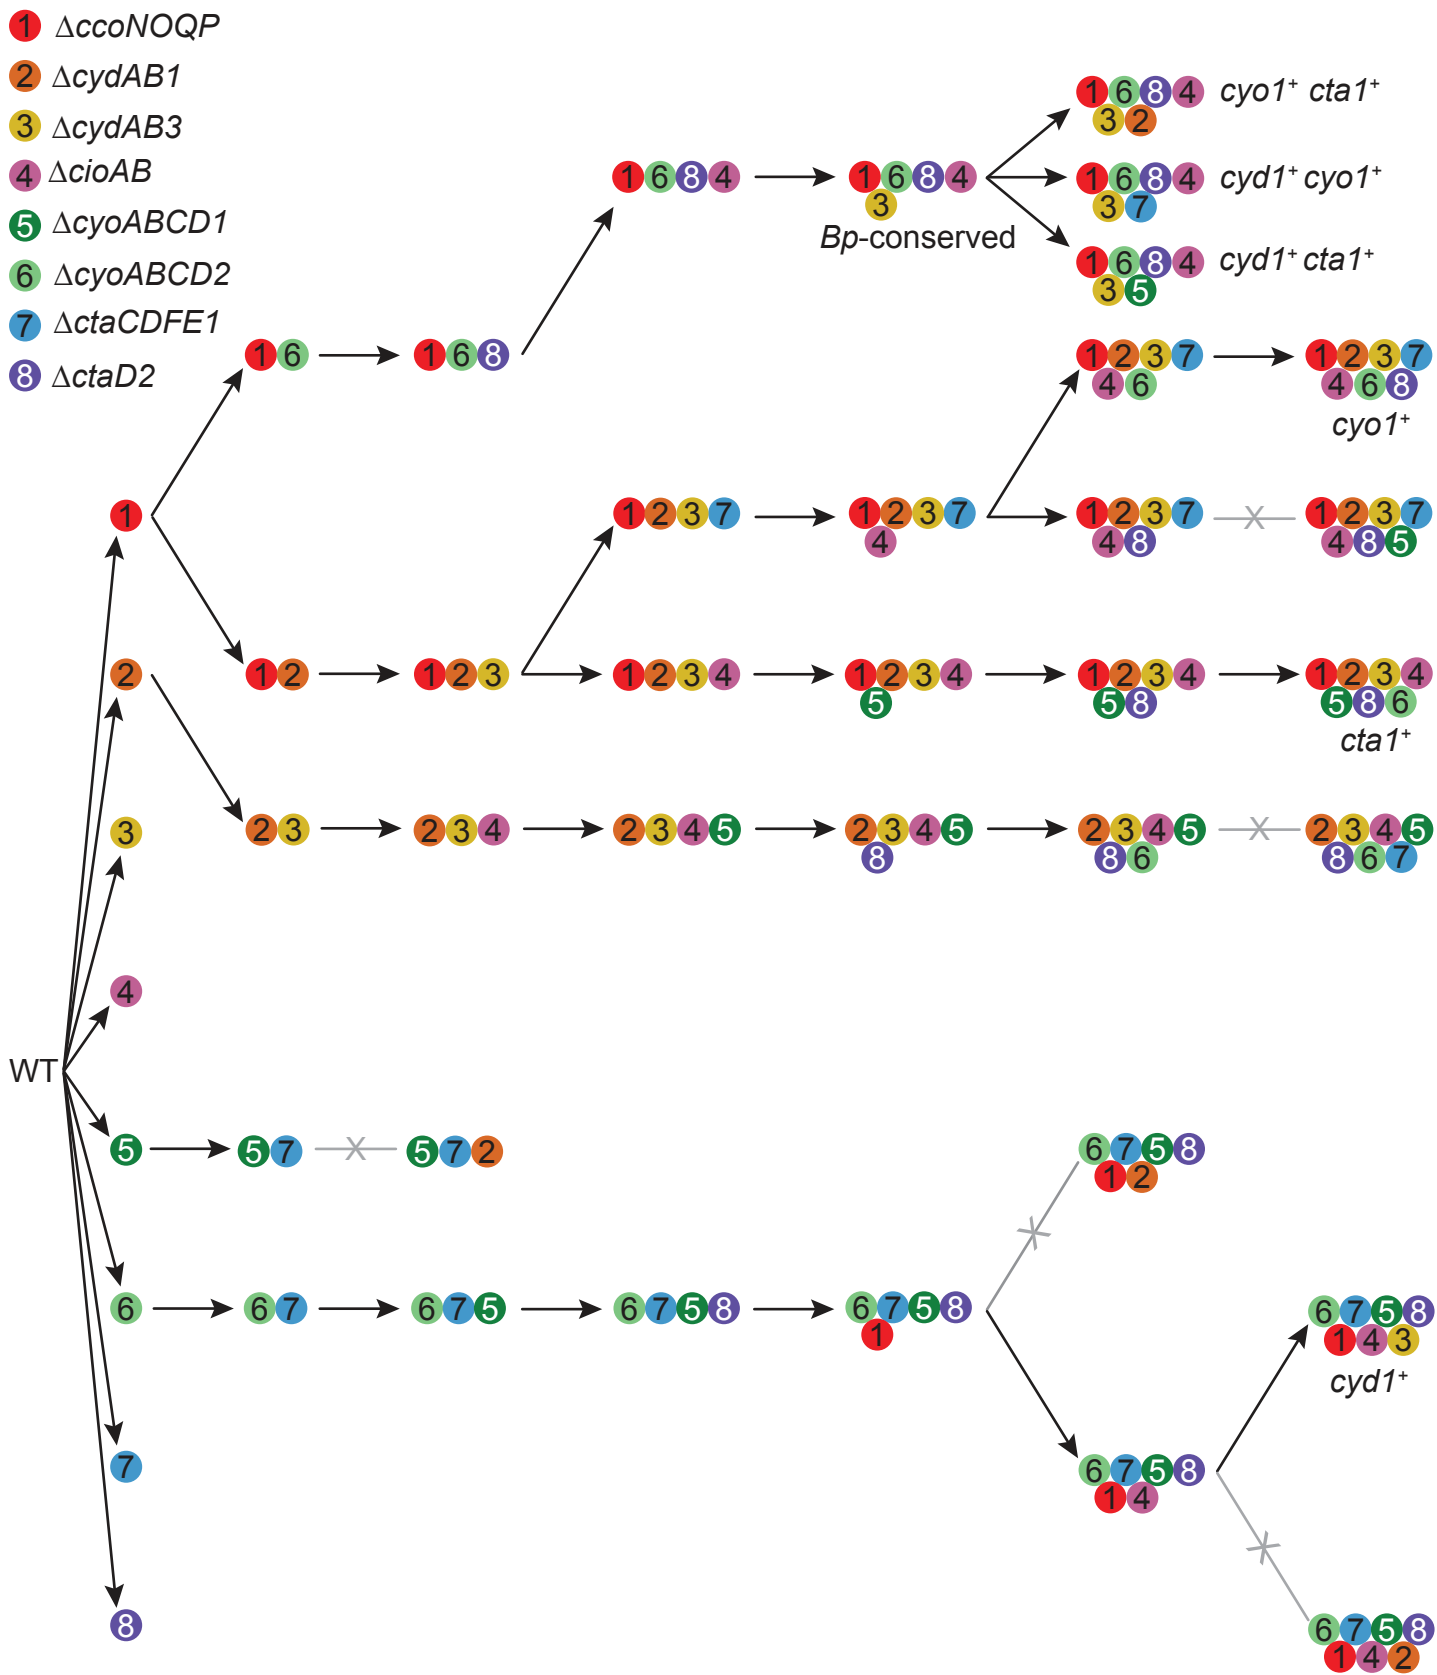 1 ΔccoNOQP
2 ΔcydAB1
3 ΔcydAB3
4 ΔcioAB
5 ΔcyoABCD1
6 ΔcyoABCD2
7 ΔctaCDFE1
8 ΔctaD2
1 6 8 4
3 2
cyo1⁺ cta1⁺
1 6 8 4
1 6 8 4
3
Bp-conserved
1 6 8 4
3 7
cyd1⁺ cyo1⁺
1 6 8 4
3 5
cyd1⁺ cta1⁺
1 6
1 6 8
1 2 3 7
4 6
1 2 3 7
4 6 8
cyo1⁺
1
1 2 3 7
1 2 3 7
4
1 2 3 7
4 8
X
1 2 3 7
4 8 5
2
1 2
1 2 3
1 2 3 4
1 2 3 4
5
1 2 3 4
5 8
1 2 3 4
5 8 6
cta1⁺
3
2 3
2 3 4
2 3 4 5
2 3 4 5
8
2 3 4 5
8 6
X
2 3 4 5
8 6 7
4
WT
5
5 7
X
5 7 2
6 7 5 8
1 2
X
6
6 7
6 7 5
6 7 5 8
6 7 5 8
1
6 7 5 8
1 4 3
cyd1⁺
7
6 7 5 8
1 4
X
8
6 7 5 8
1 4 2